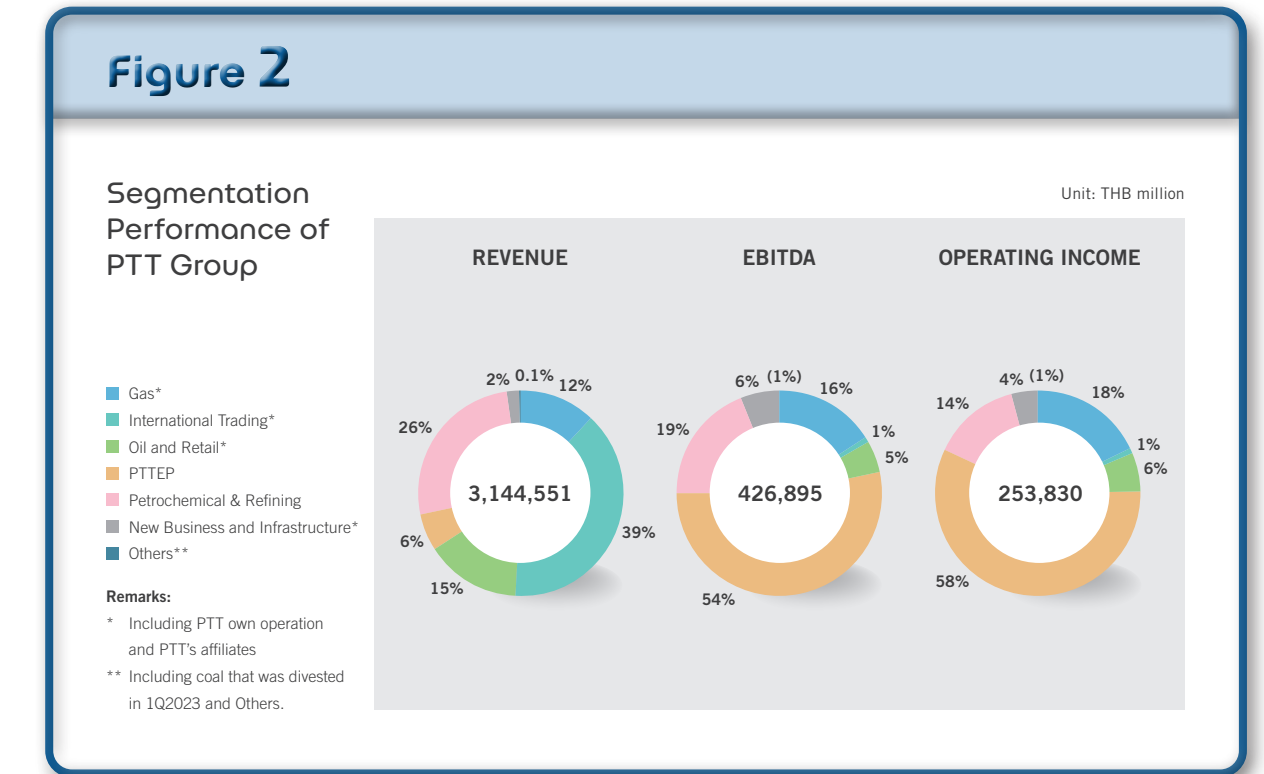 Figure 2
Segmentation
Performance of
PTT Group
Unit: THB million
Gas*
International Trading*
Oil and Retail*
PTTEP
Petrochemical & Refining
New Business and Infrastructure*
Others**
Remarks:
* Including PTT own operation
and PTT's affiliates
** Including coal that was divested
in 1Q2023 and Others.
REVENUE
2% 0.1% 12%
26%
3,144,551
39%
6%
15%
EBITDA
6% (1%) 16%
19%
1%
5%
426,895
54%
OPERATING INCOME
4% (1%) 18%
14%
1%
6%
253,830
58%